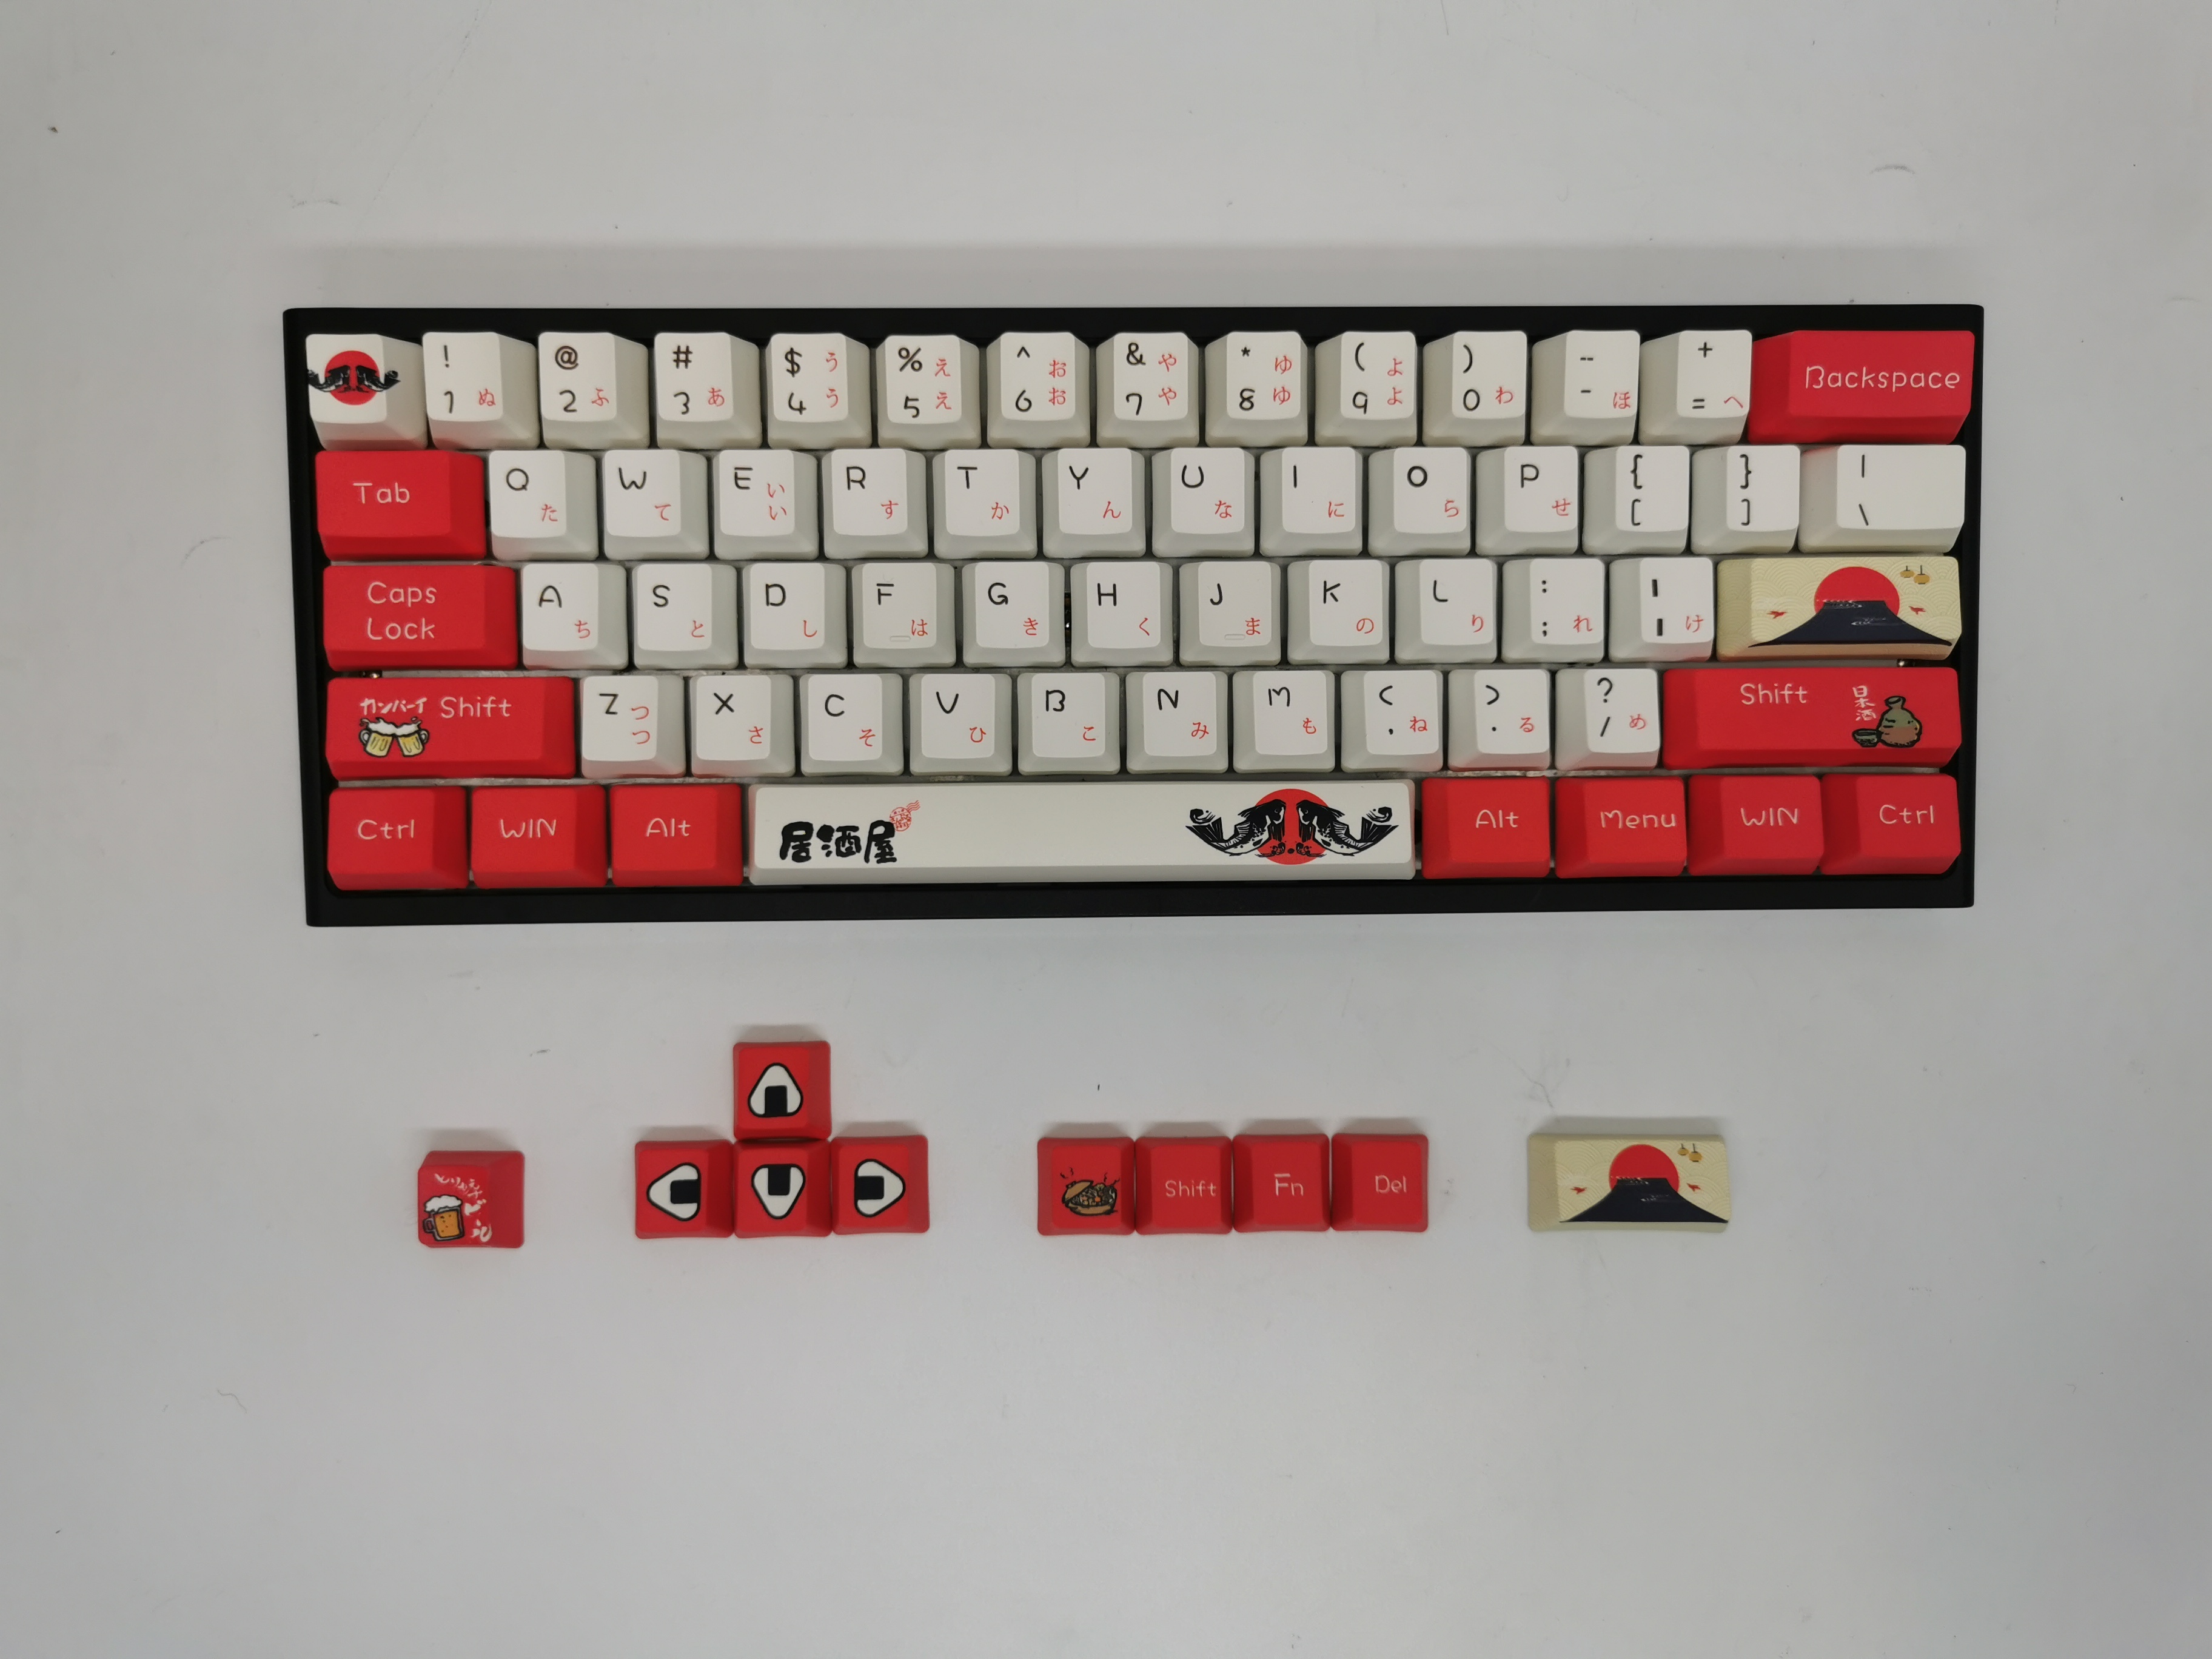 ! 1 ぬ
@ 2 ふ
# 3 あ
$ う 4 う
% え 5 え
^ お 6 お
& や 7 や
* ゆ 8 ゆ
( よ 9 よ
) 0 わ
-- - ほ
+ = へ
Backspace
Tab
Q た
W て
E い い
R す
T か
Y ん
U な
I に
O ら
P せ
{ [
} ]
| \
Caps
Lock
A ち
S と
D し
F は
G き
H く
J ま
K の
L り
: ; れ
ı ı け
カンパーイ Shift
Z っ つ
X さ
C そ
V ひ
B こ
N み
M も
< , ね
> . る
? / め
Shift
Ctrl
WIN
Alt
居酒屋
Alt
Menu
WIN
Ctrl
Shift
Fn
Del